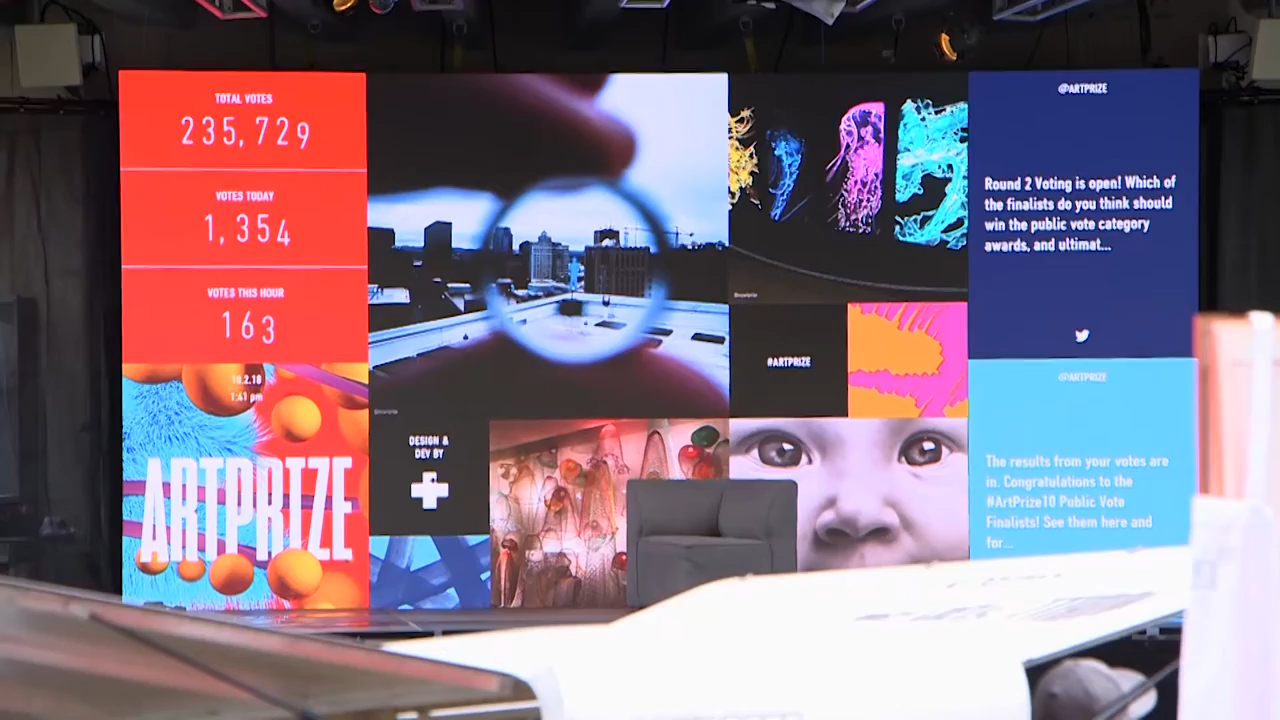 TOTAL VOTES
235,729
VOTES TODAY
1,354
VOTES THIS HOUR
163
10.2.18
1:41 pm
ARTPRIZE
DESIGN &
DEV BY
#ARTPRIZE
@ARTPRIZE
Round 2 Voting is open! Which of
the finalists do you think should
win the public vote category
awards, and ultimat...
@ARTPRIZE
The results from your votes are
in. Congratulations to the
#ArtPrize10 Public Vote
Finalists! See them here and
for...